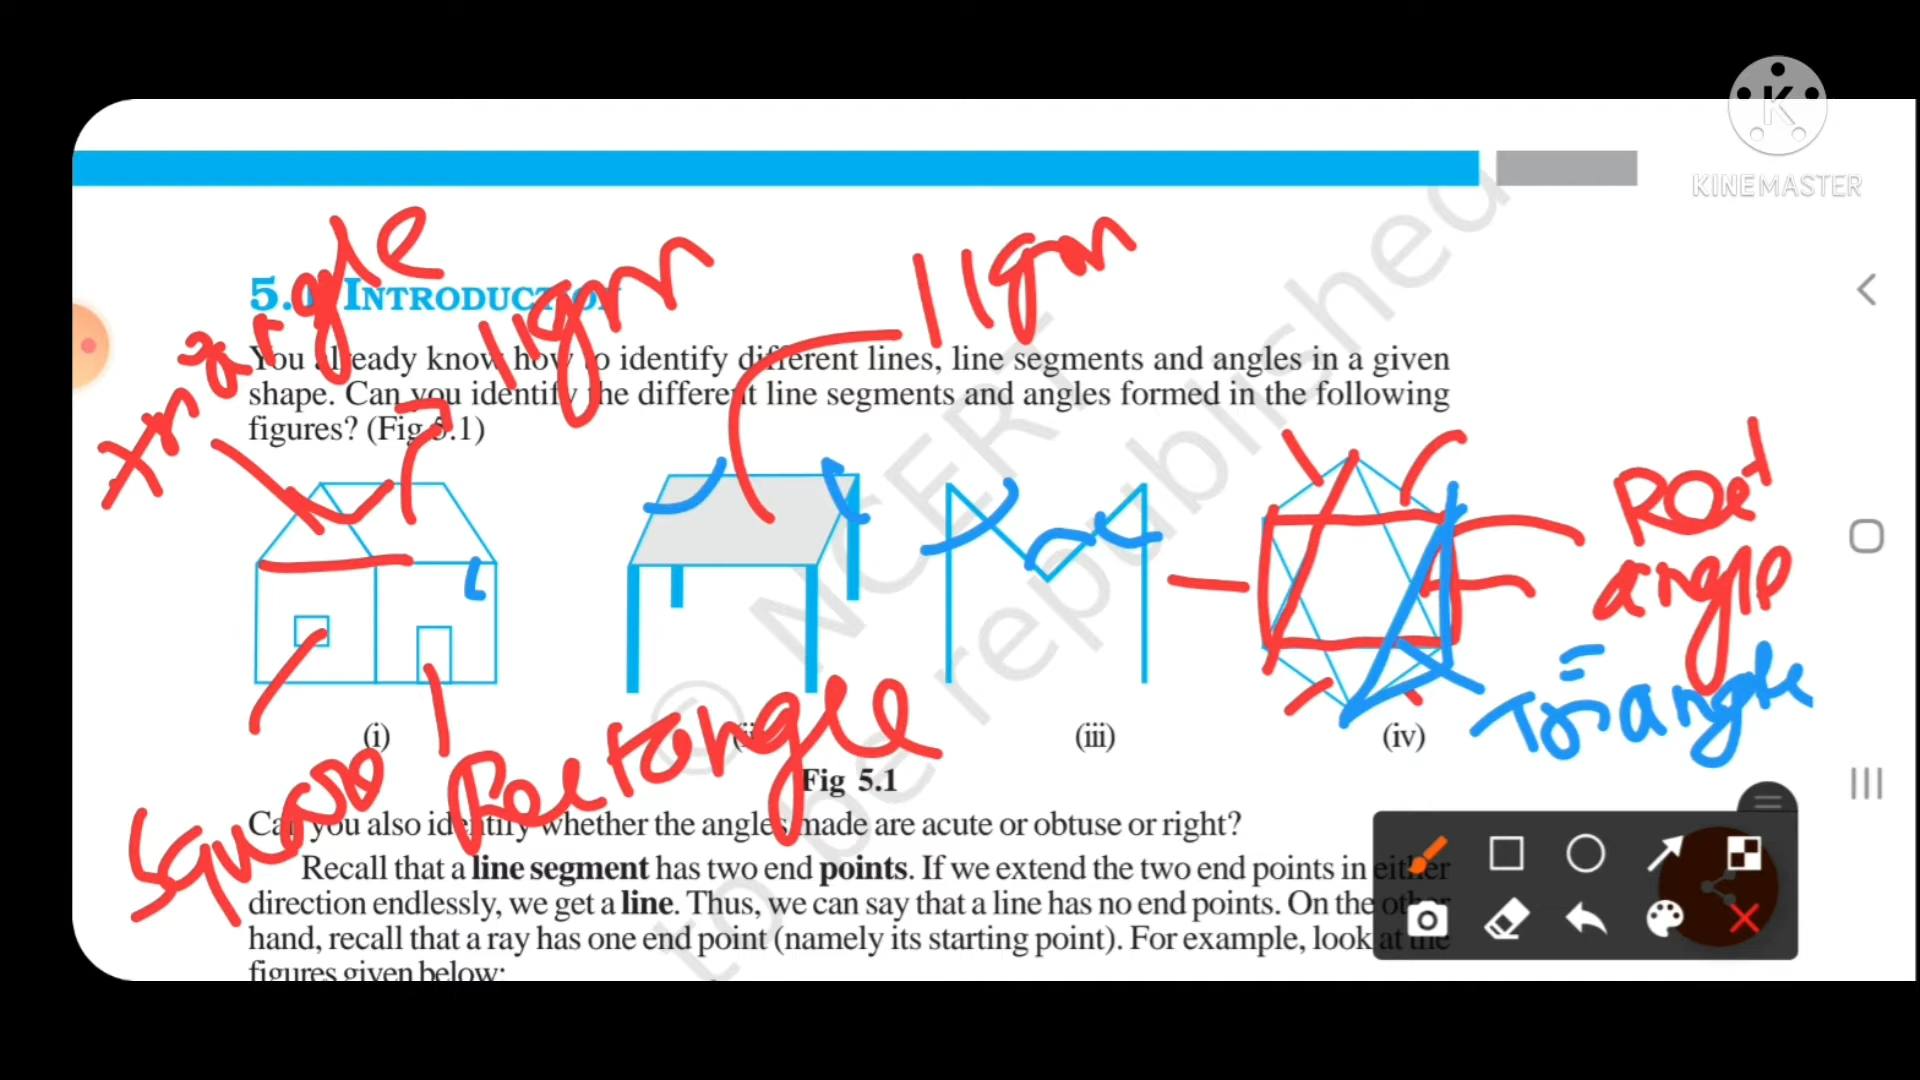 KINEMASTER
5.1 INTRODUCTION
You already know how to identify different lines, line segments and angles in a given
shape. Can you identify the different line segments and angles formed in the following
figures? (Fig 5.1)
triangle
llgm
llgm
Rect
angle
Triangle
Square
Rectangle
(i)
(ii)
(iii)
(iv)
Fig 5.1
Can you also identify whether the angles made are acute or obtuse or right?
Recall that a line segment has two end points. If we extend the two end points in either
direction endlessly, we get a line. Thus, we can say that a line has no end points. On the other
hand, recall that a ray has one end point (namely its starting point). For example, look at the
figures given below:
© NCERT
to be republished